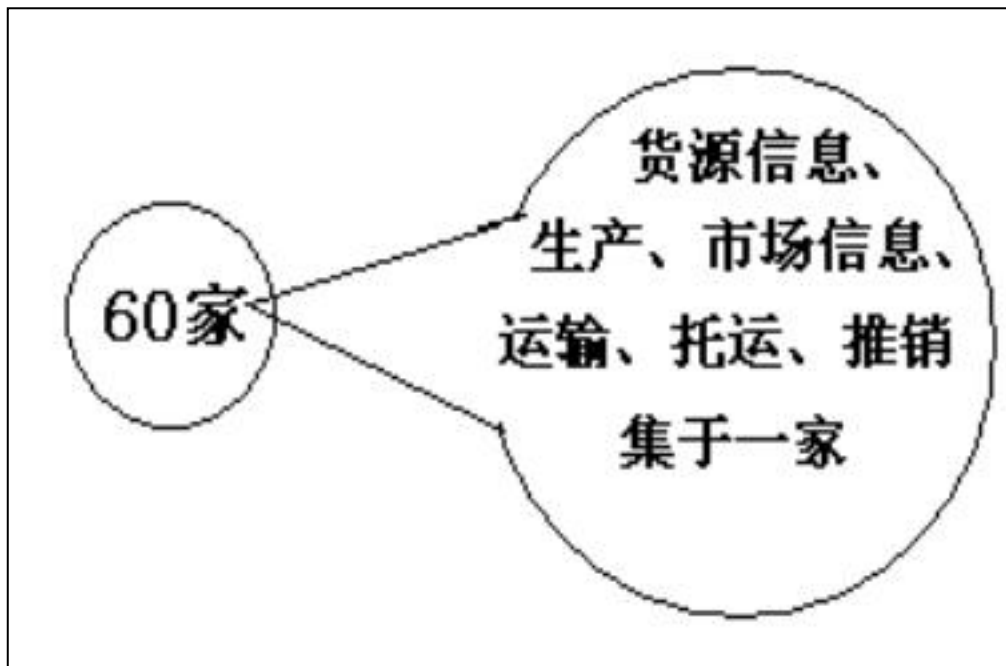 60家
货源信息、
生产、市场信息、
运输、托运、推销
集于一家